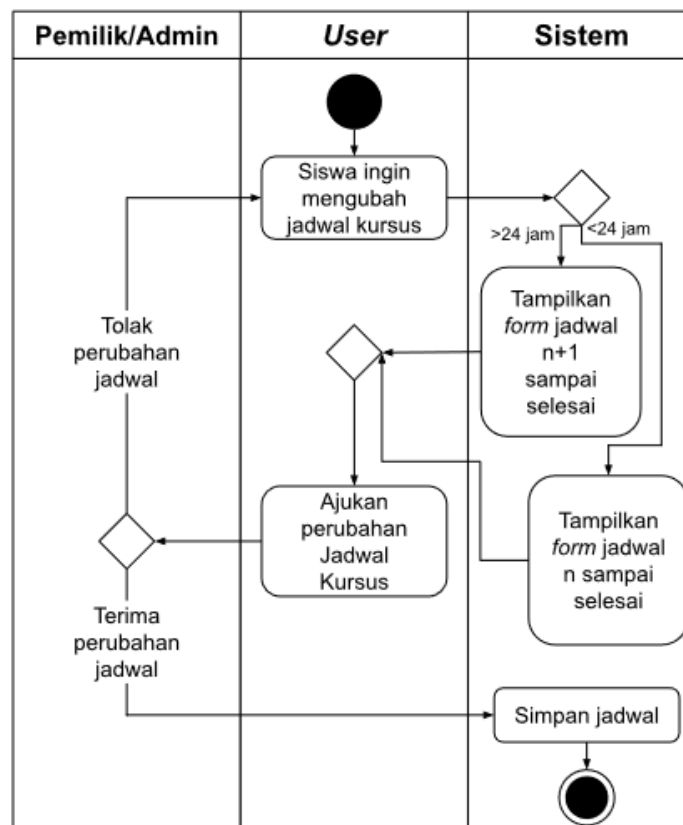 Pemilik/Admin
User
Sistem
Siswa ingin
mengubah
jadwal kursus
>24 jam
<24 jam
Tampilkan
form jadwal
n+1
sampai
selesai
Tolak
perubahan
jadwal
Ajukan
perubahan
Jadwal
Kursus
Tampilkan
form jadwal
n sampai
selesai
Terima
perubahan
jadwal
Simpan jadwal